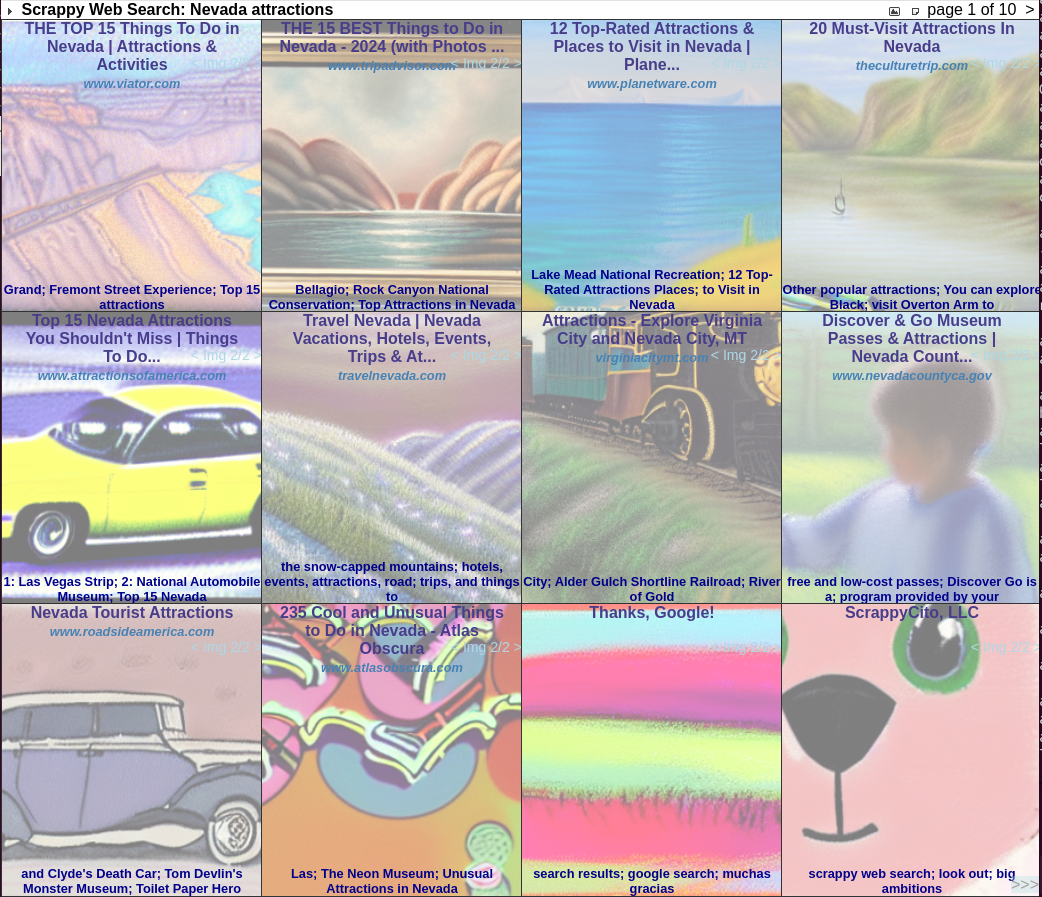 Scrappy Web Search: Nevada attractions
page 1 of 10 >
THE TOP 15 Things To Do in
Nevada | Attractions &
Activities
< Img 2/2 >
www.viator.com
Grand; Fremont Street Experience; Top 15
attractions
THE 15 BEST Things to Do in
Nevada - 2024 (with Photos ...
www.tripadvisor.com
< Img 2/2 >
Bellagio; Rock Canyon National
Conservation; Top Attractions in Nevada
12 Top-Rated Attractions &
Places to Visit in Nevada |
Plane...
< Img 2/2 >
www.planetware.com
Lake Mead National Recreation; 12 Top-
Rated Attractions Places; to Visit in
Nevada
20 Must-Visit Attractions In
Nevada
theculturetrip.com
< Img 2/2 >
Other popular attractions; You can explore
Black; visit Overton Arm to
Top 15 Nevada Attractions
You Shouldn't Miss | Things
To Do...
< Img 2/2 >
www.attractionsofamerica.com
1: Las Vegas Strip; 2: National Automobile
Museum; Top 15 Nevada
Travel Nevada | Nevada
Vacations, Hotels, Events,
Trips & At...
< Img 2/2 >
travelnevada.com
the snow-capped mountains; hotels,
events, attractions, road; trips, and things
to
Attractions - Explore Virginia
City and Nevada City, MT
virginiacitymt.com
< Img 2/2 >
City; Alder Gulch Shortline Railroad; River
of Gold
Discover & Go Museum
Passes & Attractions |
Nevada Count...
< Img 2/2 >
www.nevadacountyca.gov
free and low-cost passes; Discover Go is
a; program provided by your
Nevada Tourist Attractions
www.roadsideamerica.com
< Img 2/2 >
and Clyde's Death Car; Tom Devlin's
Monster Museum; Toilet Paper Hero
235 Cool and Unusual Things
to Do in Nevada - Atlas
Obscura
< Img 2/2 >
www.atlasobscura.com
Las; The Neon Museum; Unusual
Attractions in Nevada
Thanks, Google!
< Img 2/2 >
search results; google search; muchas
gracias
ScrappyCito, LLC
< Img 2/2 >
scrappy web search; look out; big
ambitions
>>>